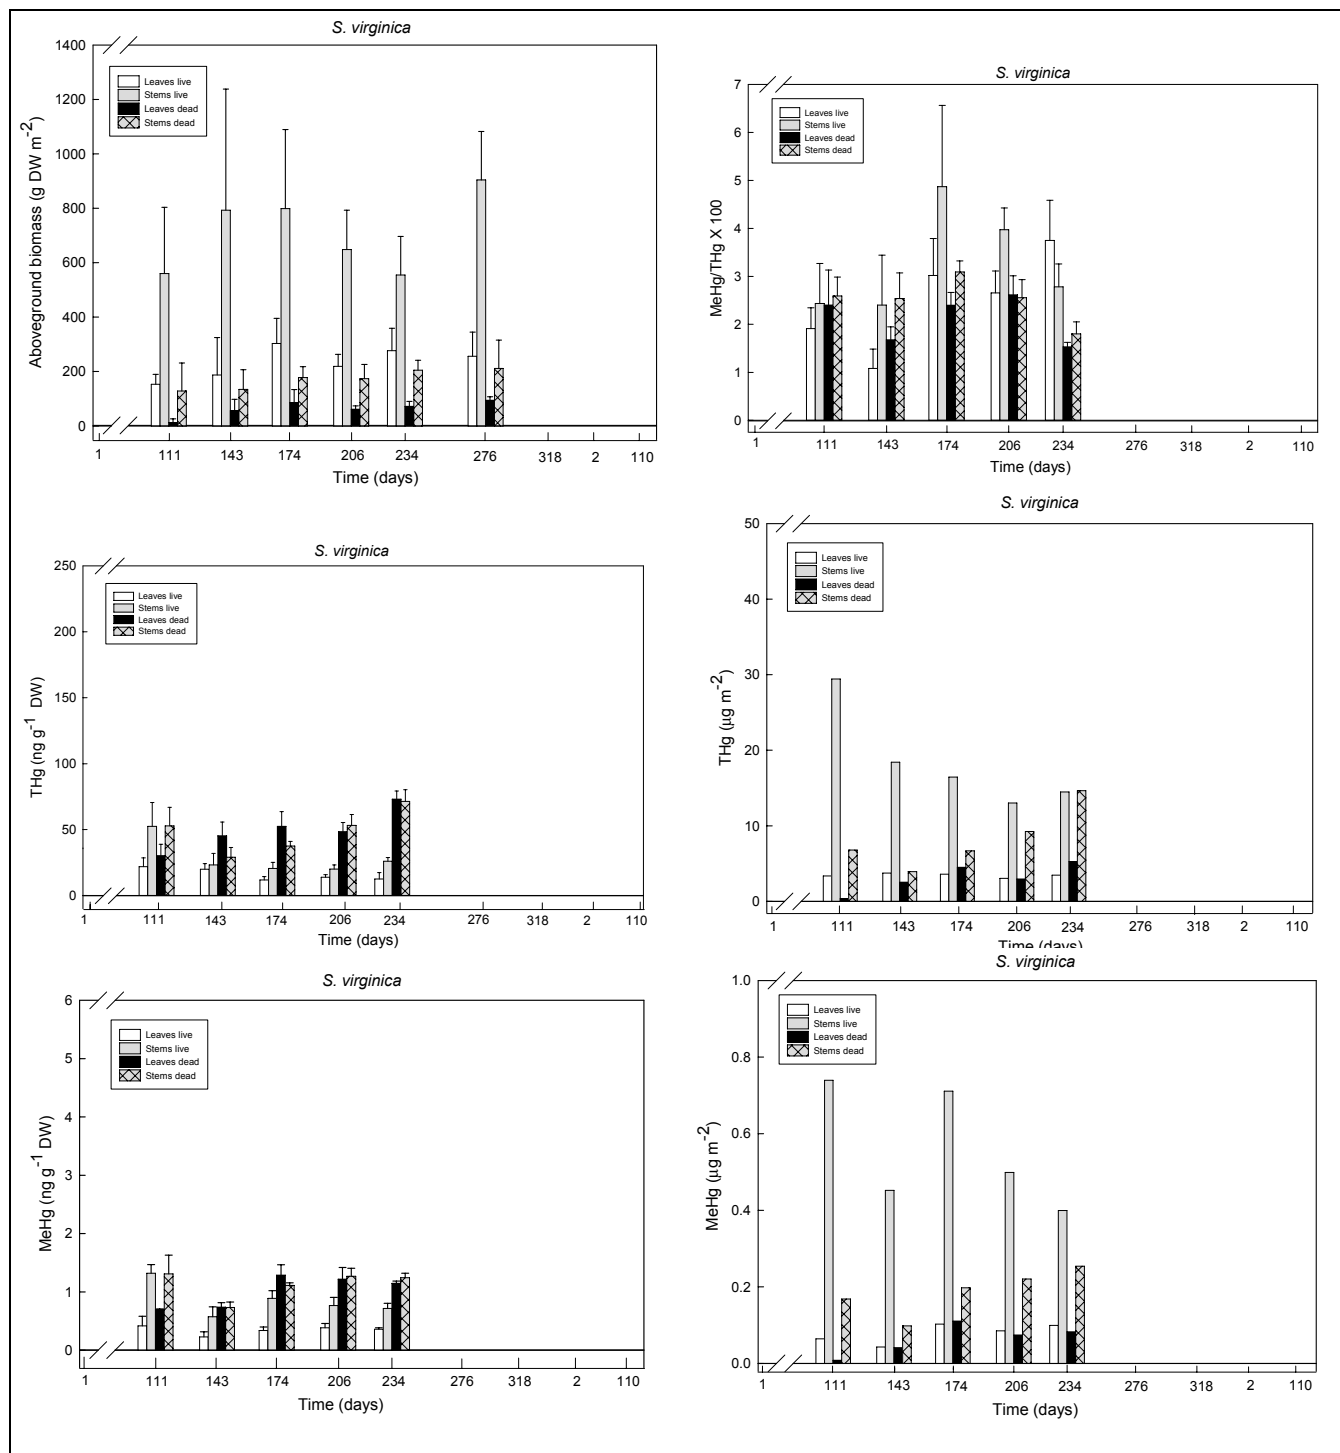 S. virginica
Aboveground biomass (g DW m-2)
1400
1200
1000
800
600
400
200
0
Leaves live
Stems live
Leaves dead
Stems dead
1 111 143 174 206 234 276 318 2 110
Time (days)
S. virginica
MeHg/THg X 100
7
6
5
4
3
2
1
0
Leaves live
Stems live
Leaves dead
Stems dead
1 111 143 174 206 234 276 318 2 110
Time (days)
S. virginica
THg (ng g-1 DW)
250
200
150
100
50
0
Leaves live
Stems live
Leaves dead
Stems dead
1 111 143 174 206 234 276 318 2 110
Time (days)
S. virginica
THg (μg m-2)
50
40
30
20
10
0
Leaves live
Stems live
Leaves dead
Stems dead
1 111 143 174 206 234 276 318 2 110
Time (days)
S. virginica
MeHg (ng g-1 DW)
6
5
4
3
2
1
0
Leaves live
Stems live
Leaves dead
Stems dead
1 111 143 174 206 234 276 318 2 110
Time (days)
S. virginica
MeHg (μg m-2)
1.0
0.8
0.6
0.4
0.2
0.0
Leaves live
Stems live
Leaves dead
Stems dead
1 111 143 174 206 234 276 318 2 110
Time (days)